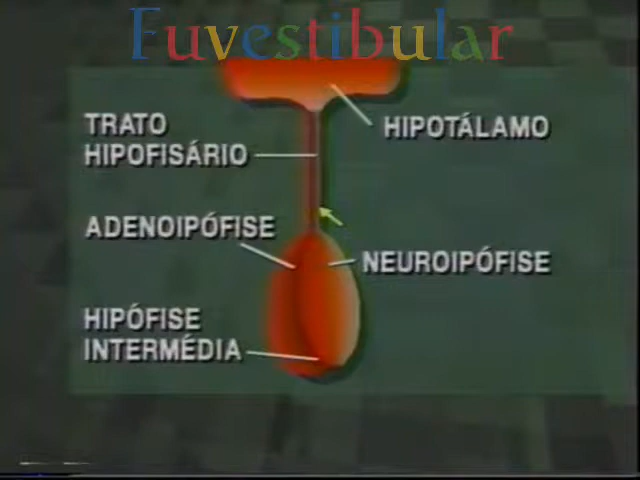 Fuvestibular
TRATO
HIPOFISÁRIO
HIPOTÁLAMO
ADENOIPÓFISE
NEUROIPÓFISE
HIPÓFISE
INTERMÉDIA